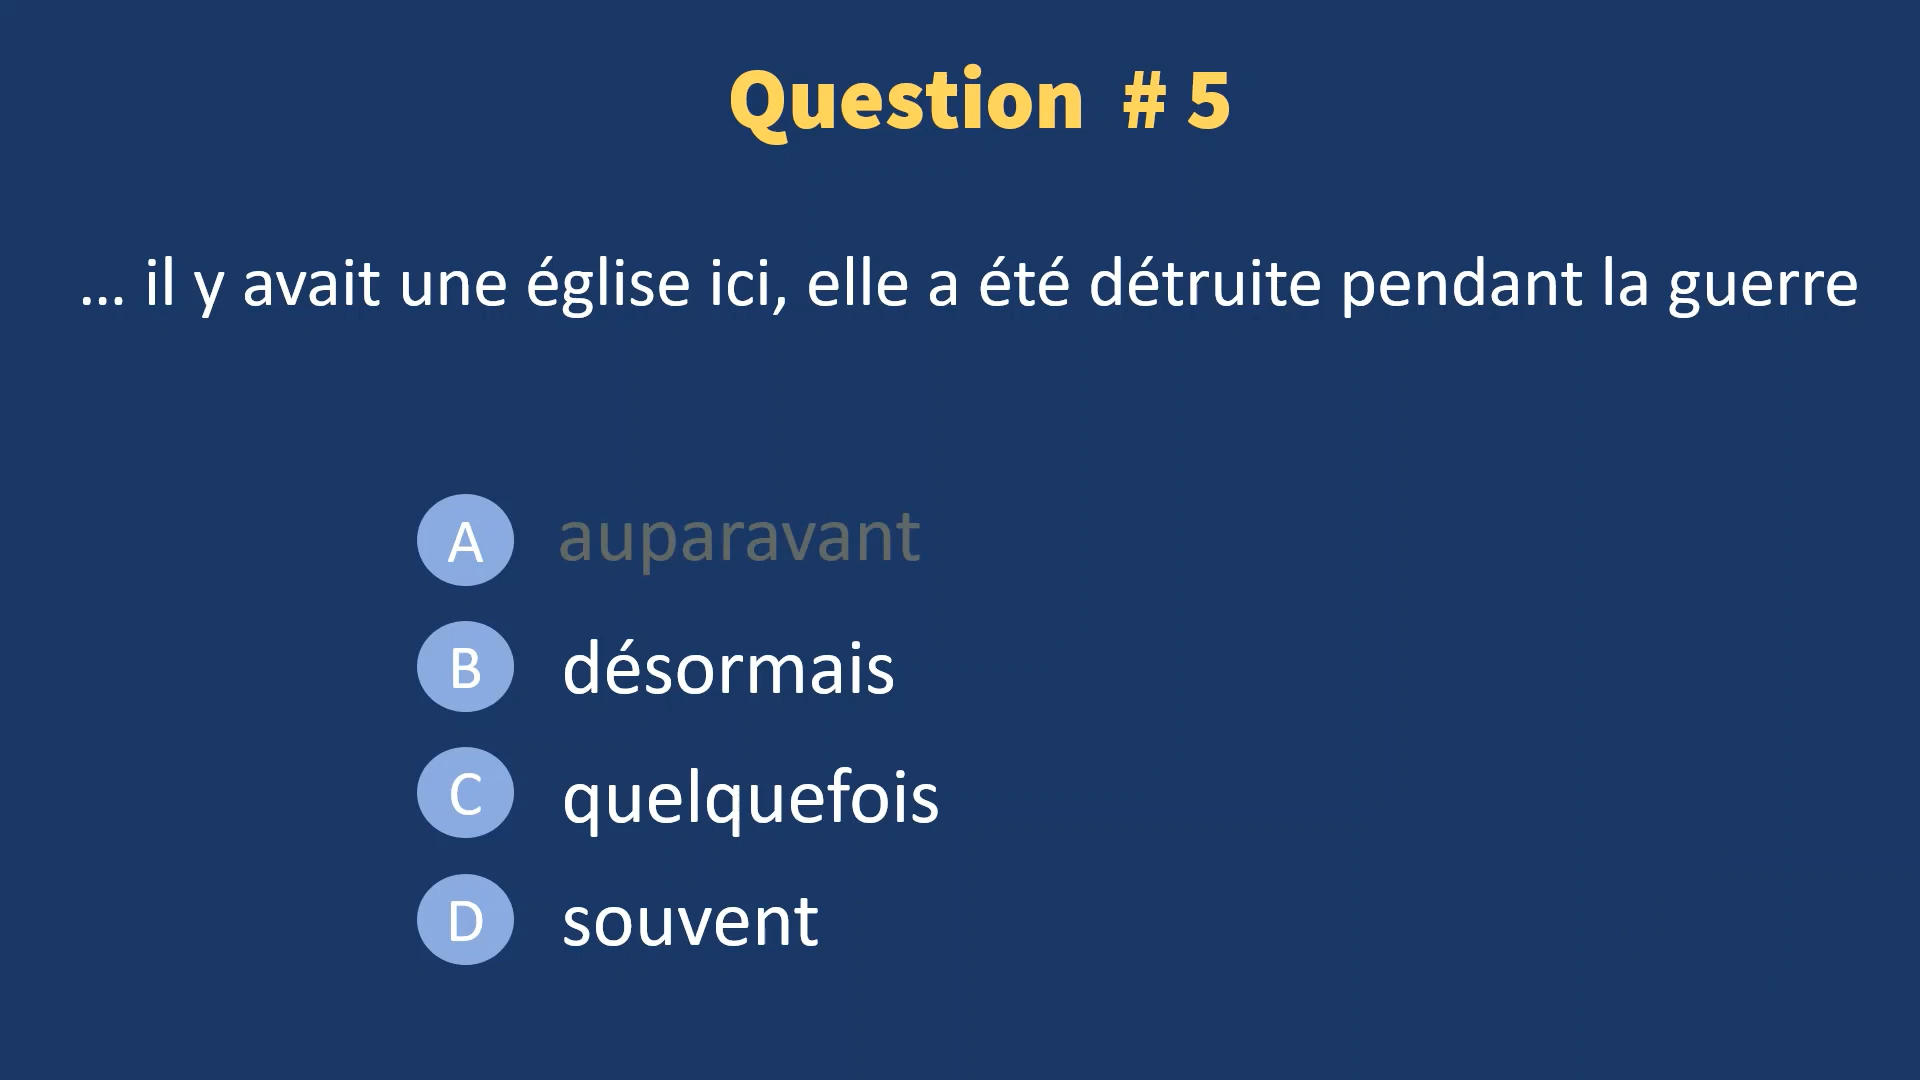 Question # 5
... il y avait une église ici, elle a été détruite pendant la guerre
A auparavant
B désormais
C quelquefois
D souvent